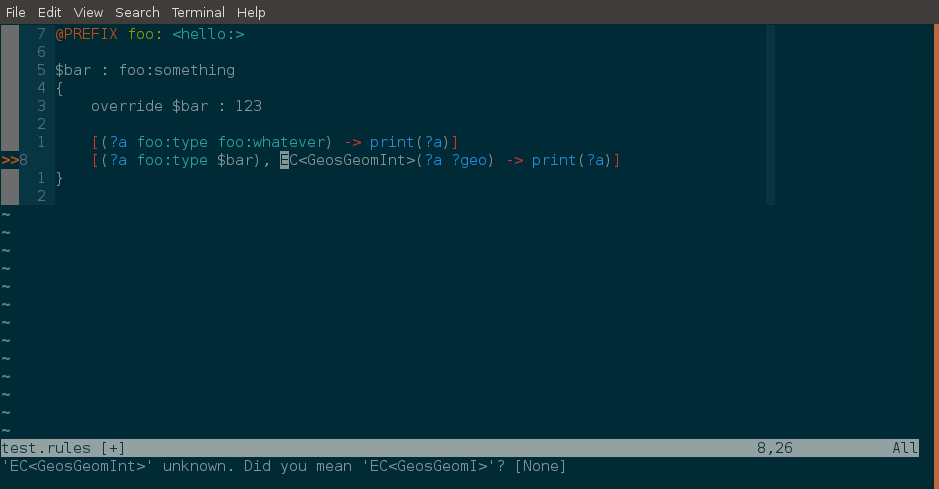 File Edit View Search Terminal Help
7 @PREFIX foo: <hello:>
6
5 $bar : foo:something
4 {
3     override $bar : 123
2
1     [(?a foo:type foo:whatever) -> print(?a)]
>>8     [(?a foo:type $bar), EC<GeosGeomInt>(?a ?geo) -> print(?a)]
1 }
2
~
~
~
~
~
~
~
~
~
~
~
~
~
test.rules [+] 8,26 All
'EC<GeosGeomInt>' unknown. Did you mean 'EC<GeosGeomI>'? [None]